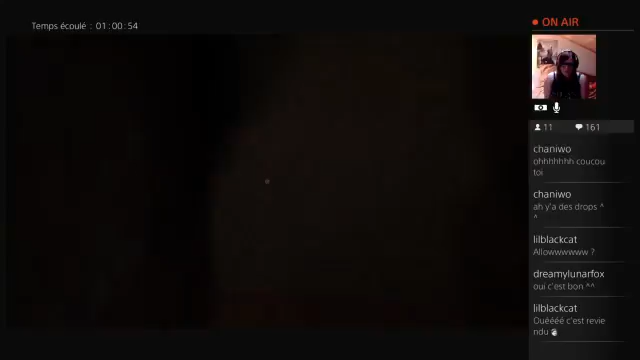 Temps écoulé : 01:00:54
ON AIR
11 161
chaniwo
ohhhhhhh coucou
toi
chaniwo
ah y'a des drops ^
^
lilblackcat
Allowwwwww ?
dreamylunarfox
oui c'est bon ^^
lilblackcat
Ouéééé c'est revie
ndu